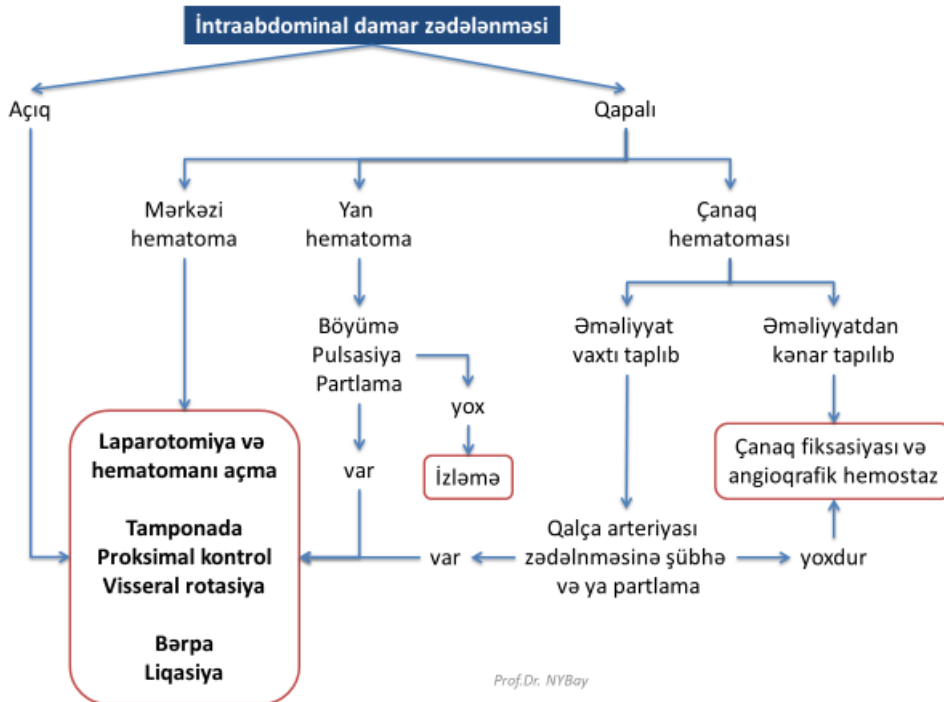 İntraabdominal damar zədələnməsi
Açıq
Qapalı
Mərkəzi
hematoma
Yan
hematoma
Çanaq
hematoması
Böyümə
Pulsasiya
Partlama
Əməliyyat
vaxtı taplıb
Əməliyyatdan
kənar tapılıb
yox
Laparotomiya və
hematomanı açma
Tamponada
Proksimal kontrol
Visseral rotasiya
Bərpa
Liqasiya
var
İzləmə
Çanaq fiksasiyası və
angioqrafik hemostaz
var
Qalça arteriyası
zədəlnməsinə şübhə
və ya partlama
yoxdur
Prof.Dr. NYBay